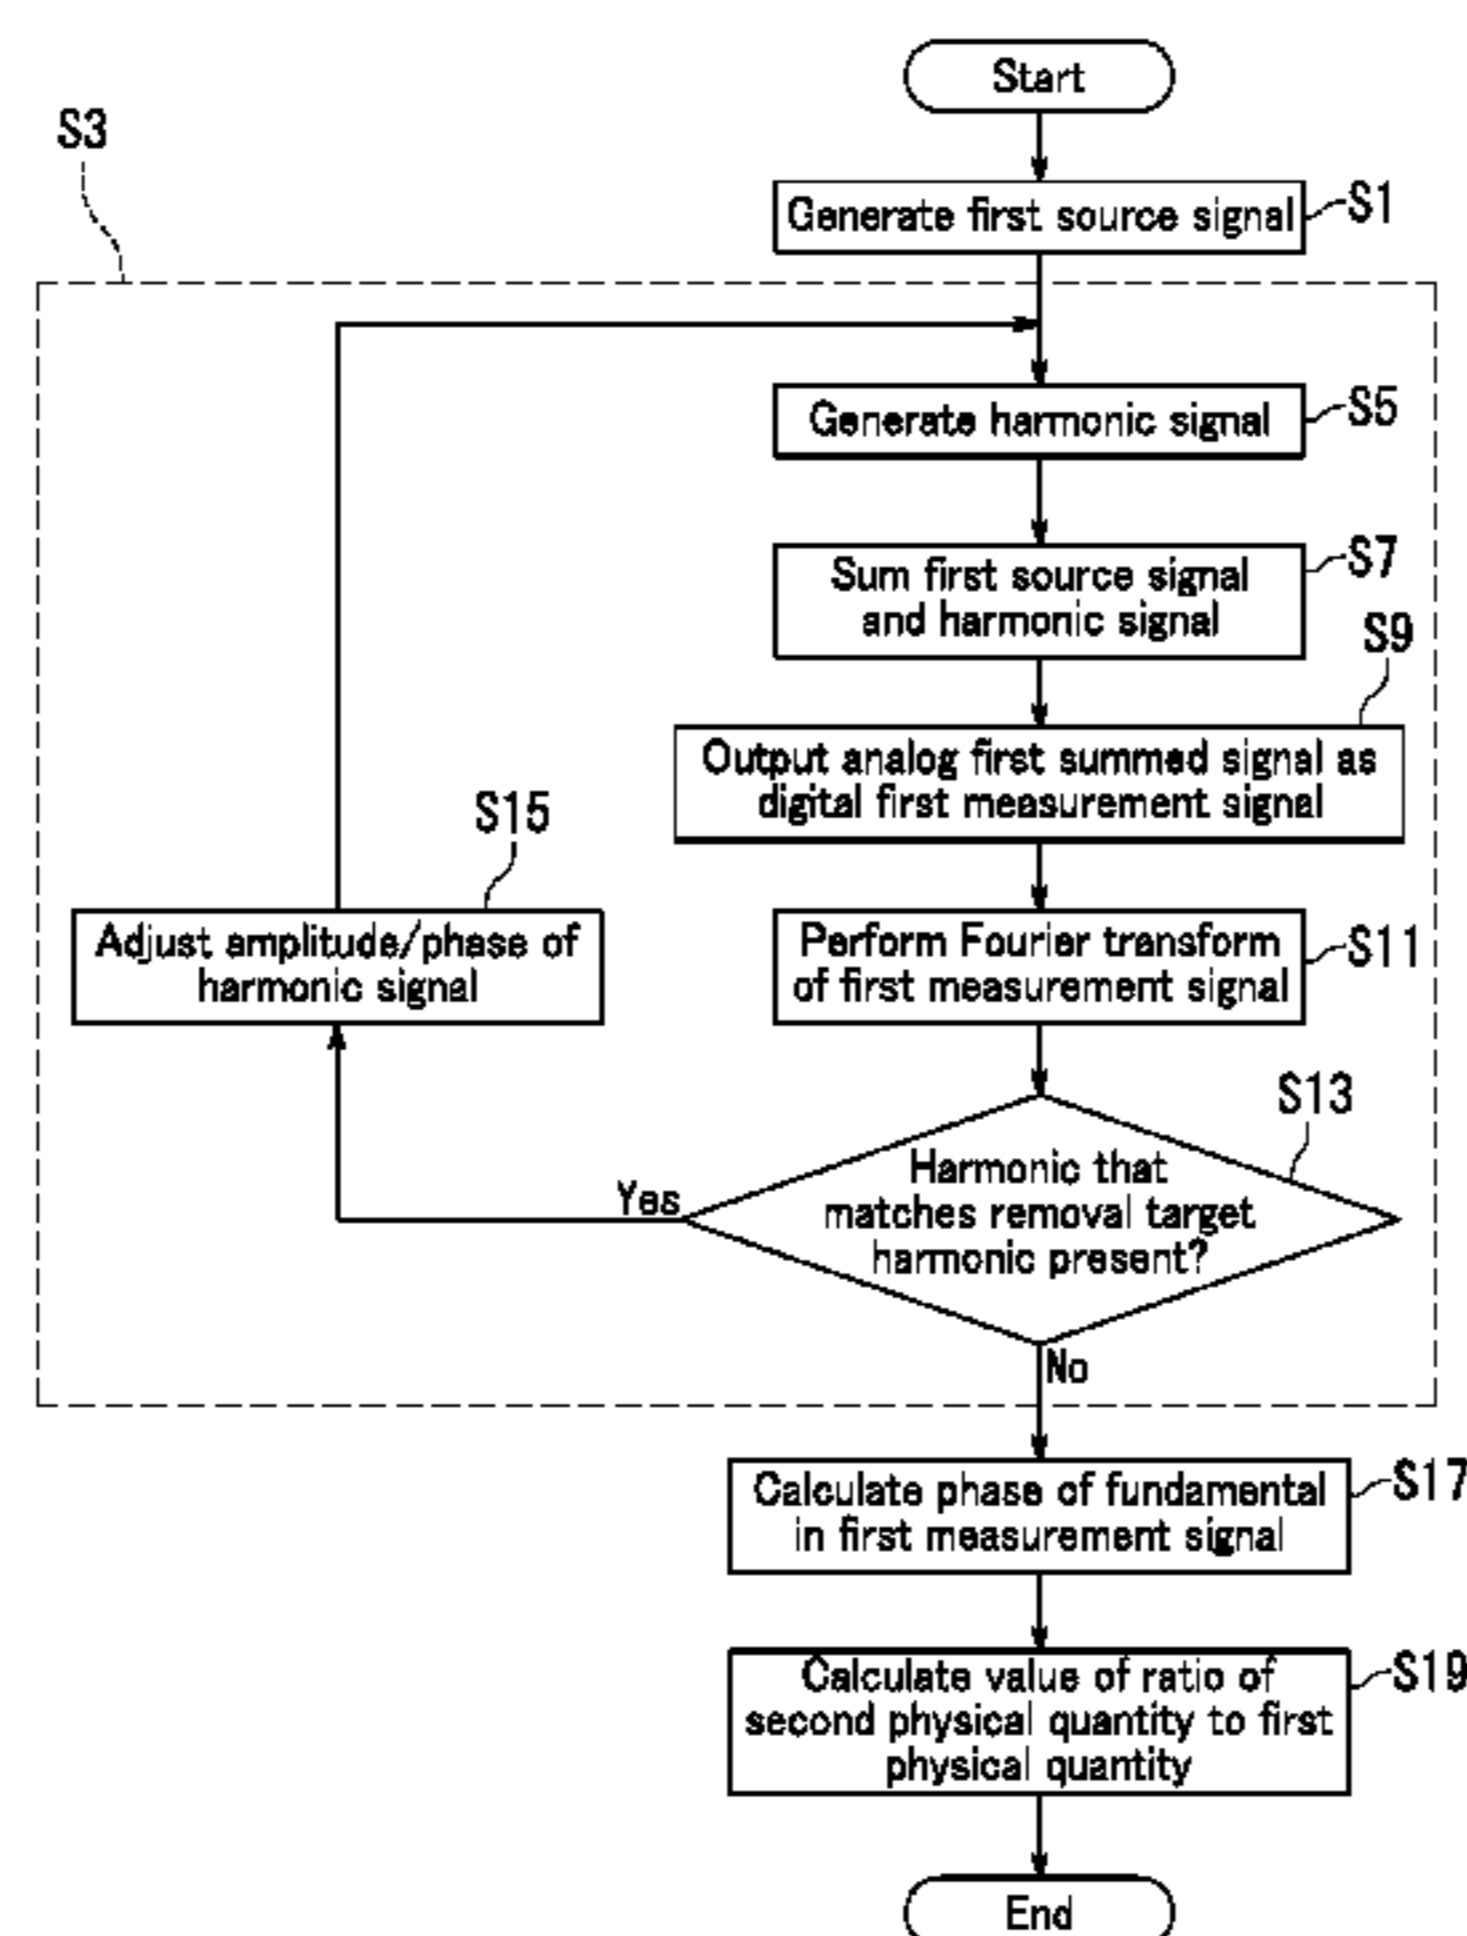 Start
S3
Generate first source signal
S1
Generate harmonic signal
S5
Sum first source signal
and harmonic signal
S7
S9
Output analog first summed signal as
digital first measurement signal
S15
Adjust amplitude/phase of
harmonic signal
Perform Fourier transform
of first measurement signal
S11
S13
Harmonic that
matches removal target
harmonic present?
Yes
No
Calculate phase of fundamental
in first measurement signal
S17
Calculate value of ratio of
second physical quantity to first
physical quantity
S19
End